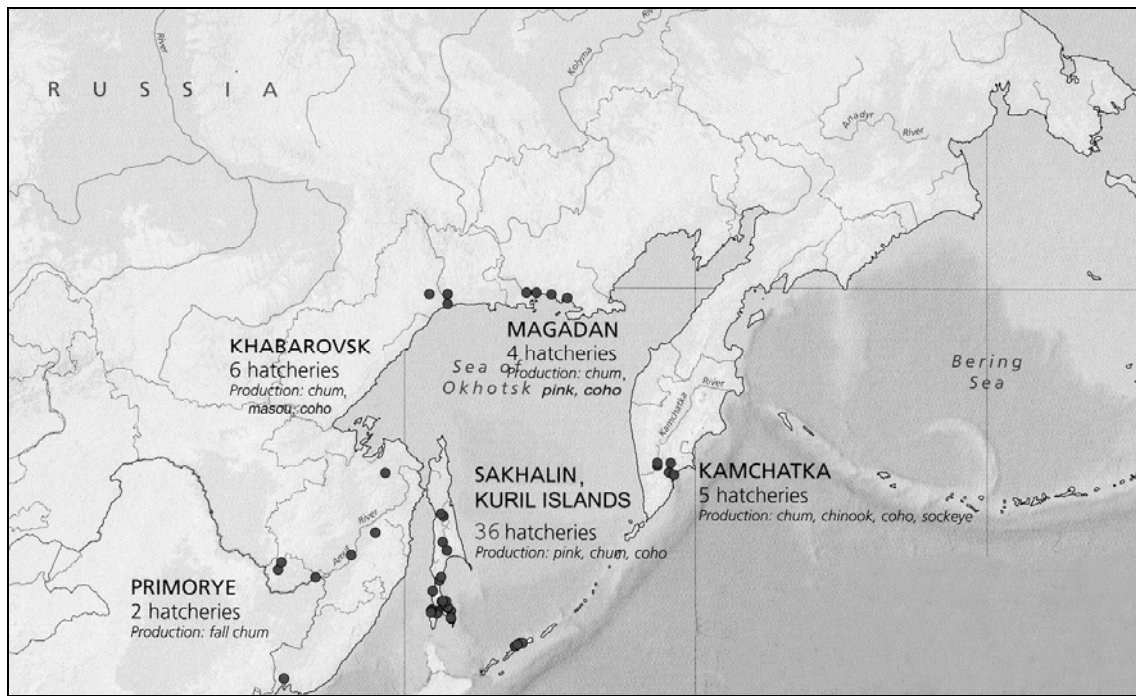 River
Kolyma
River
R U S S I A
Anadyr
River
KHABAROVSK
6 hatcheries
Production: chum,
masou, coho
MAGADAN
4 hatcheries
Production: chum,
pink, coho
Sea of
Okhotsk
Bering
Sea
River
Kamchatka
SAKHALIN,
KURIL ISLANDS
36 hatcheries
Production: pink, chum, coho
KAMCHATKA
5 hatcheries
Production: chum, chinook, coho, sockeye
River
Amur
PRIMORYE
2 hatcheries
Production: fall chum